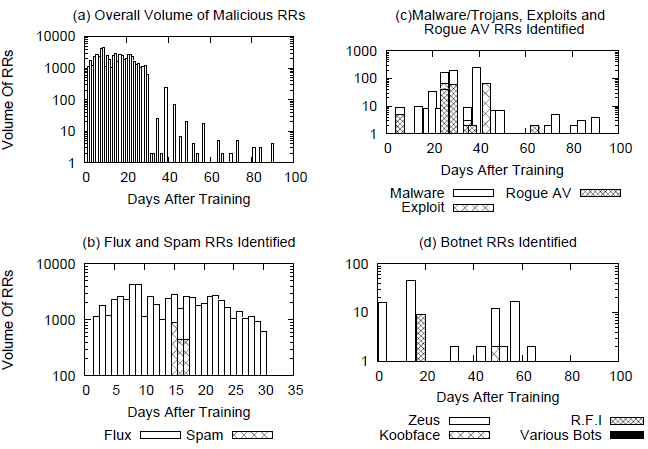 (a) Overall Volume of Malicious RRs
Volume Of RRs
10000
1000
100
10
1
0 20 40 60 80 100
Days After Training
(c)Malware/Trojans, Exploits and
Rogue AV RRs Identified
1000
100
10
1
0 20 40 60 80 100
Days After Training
Malware Rogue AV
Exploit
(b) Flux and Spam RRs Identified
Volume Of RRs
10000
1000
100
0 5 10 15 20 25 30 35
Days After Training
Flux Spam
(d) Botnet RRs Identified
100
10
1
0 20 40 60 80 100
Days After Training
Zeus R.F.I
Koobface Various Bots